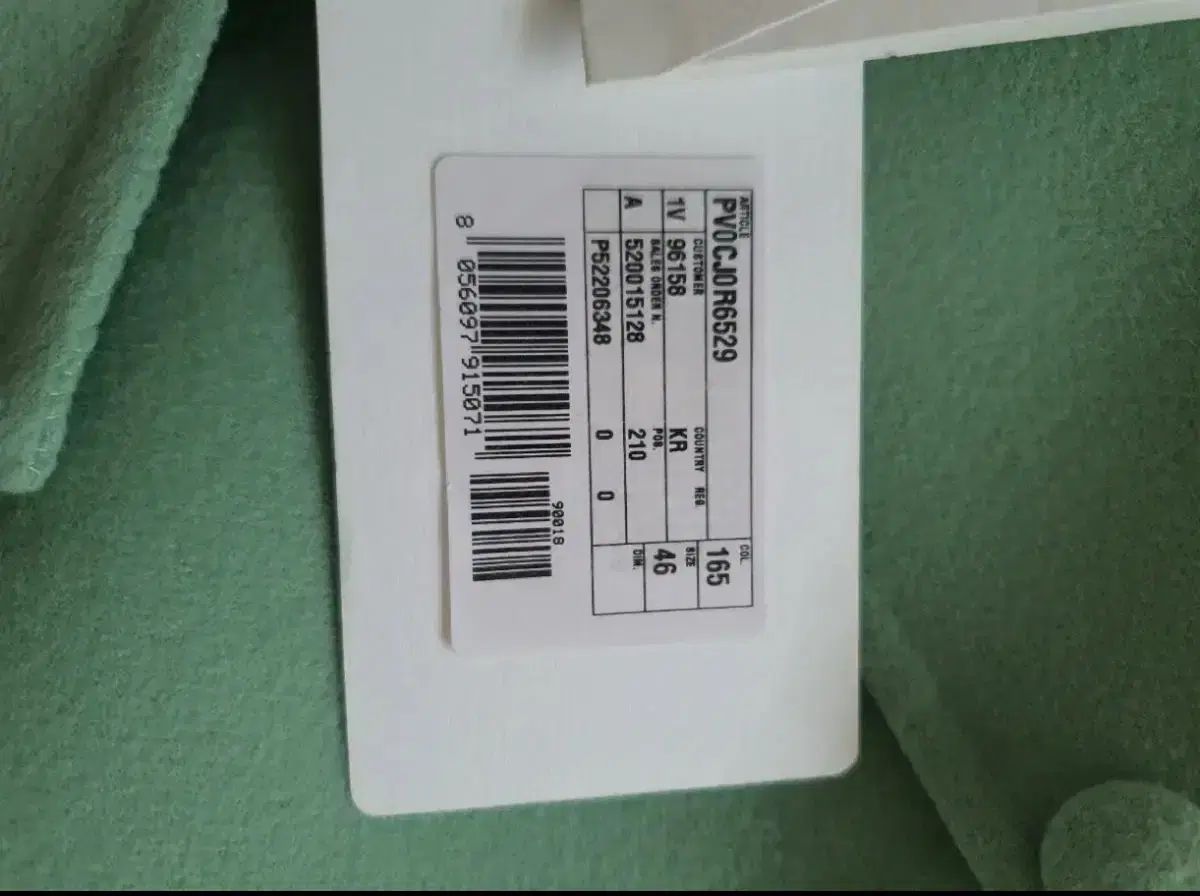 ARTICLE COL.
PV0CJ0R6529 165
CUSTOMER COUNTRY REG. SIZE
1V 96158 KR 46
SALES ORDER N. POS. DIM.
A 520015128 210
P52206348 0 0
90018
8 056097 915071